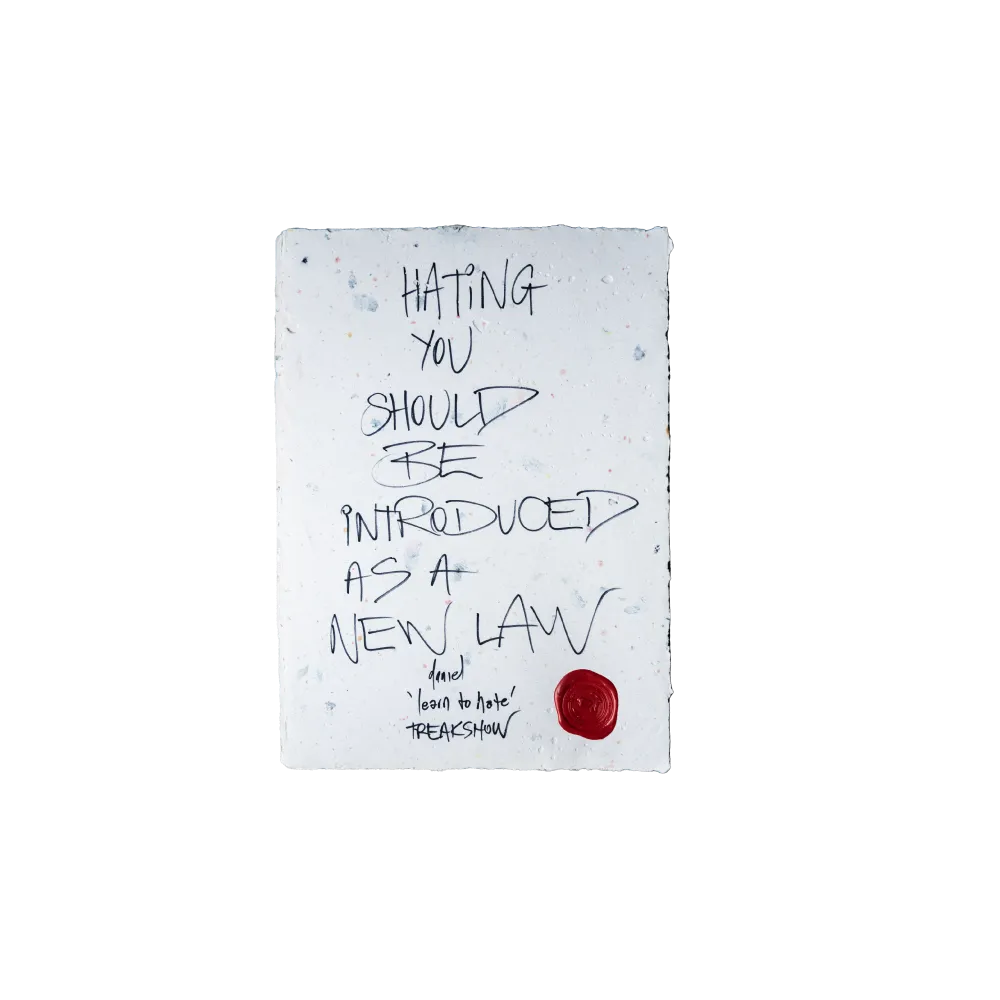 HATiNG
YOU
SHOULD
BE
iNTRODUCED
AS A
NEW LAW
daniel
'learn to hate'
FREAKSHOW